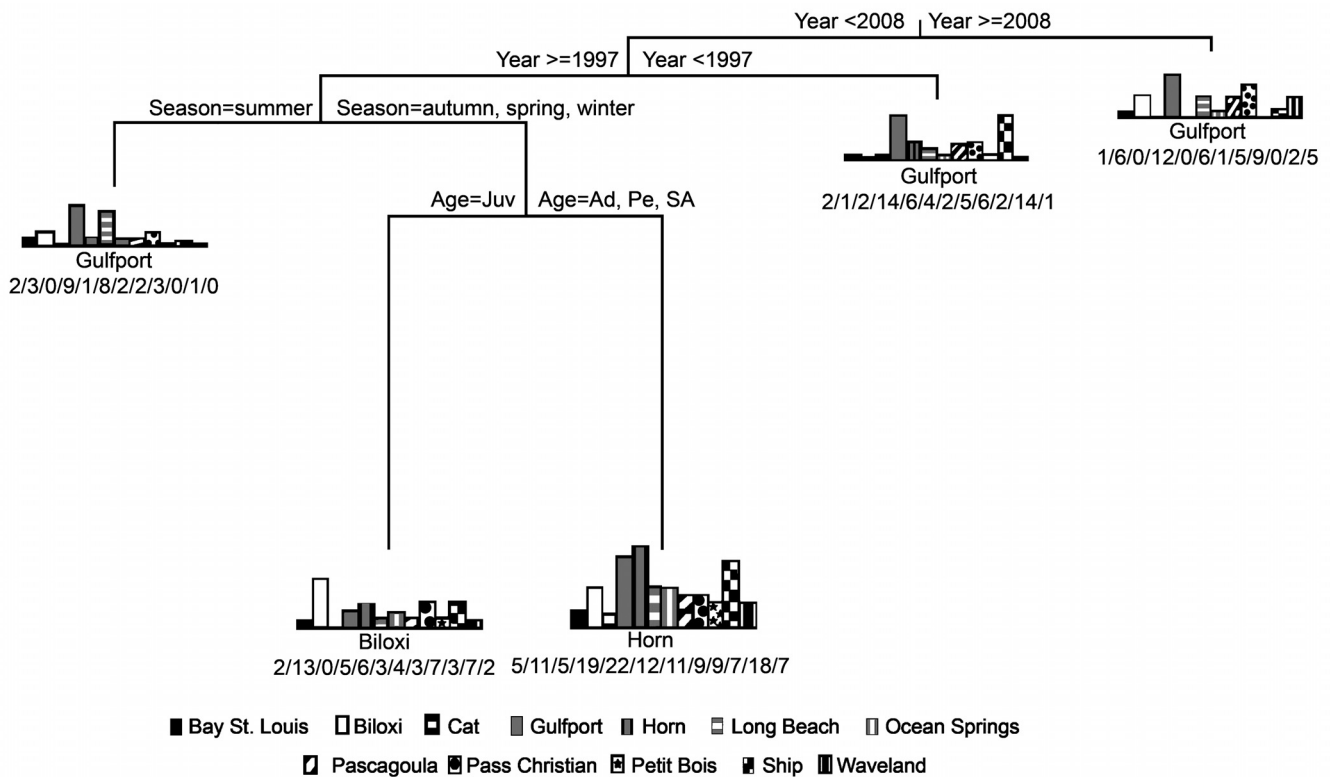 Year <2008 Year >=2008
Year >=1997 Year <1997
Season=summer Season=autumn, spring, winter
Gulfport
1/6/0/12/0/6/1/5/9/0/2/5
Gulfport
2/1/2/14/6/4/2/5/6/2/14/1
Age=Juv Age=Ad, Pe, SA
Gulfport
2/3/0/9/1/8/2/2/3/0/1/0
Biloxi Horn
2/13/0/5/6/3/4/3/7/3/7/2 5/11/5/19/22/12/11/9/9/7/18/7
Bay St. Louis Biloxi Cat Gulfport Horn Long Beach Ocean Springs
Pascagoula Pass Christian Petit Bois Ship Waveland